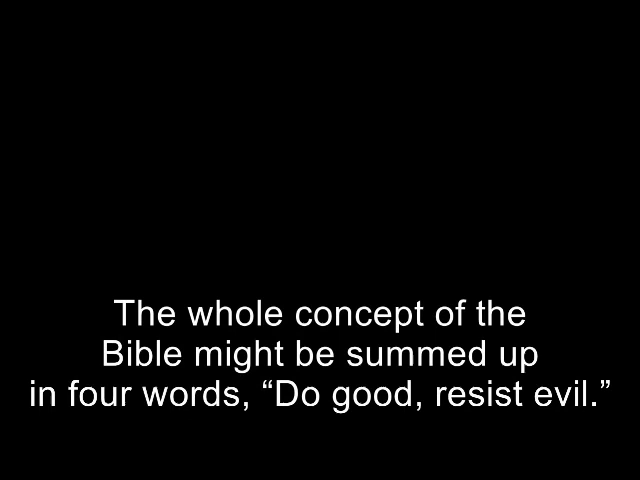 The whole concept of the
Bible might be summed up
in four words, “Do good, resist evil.”